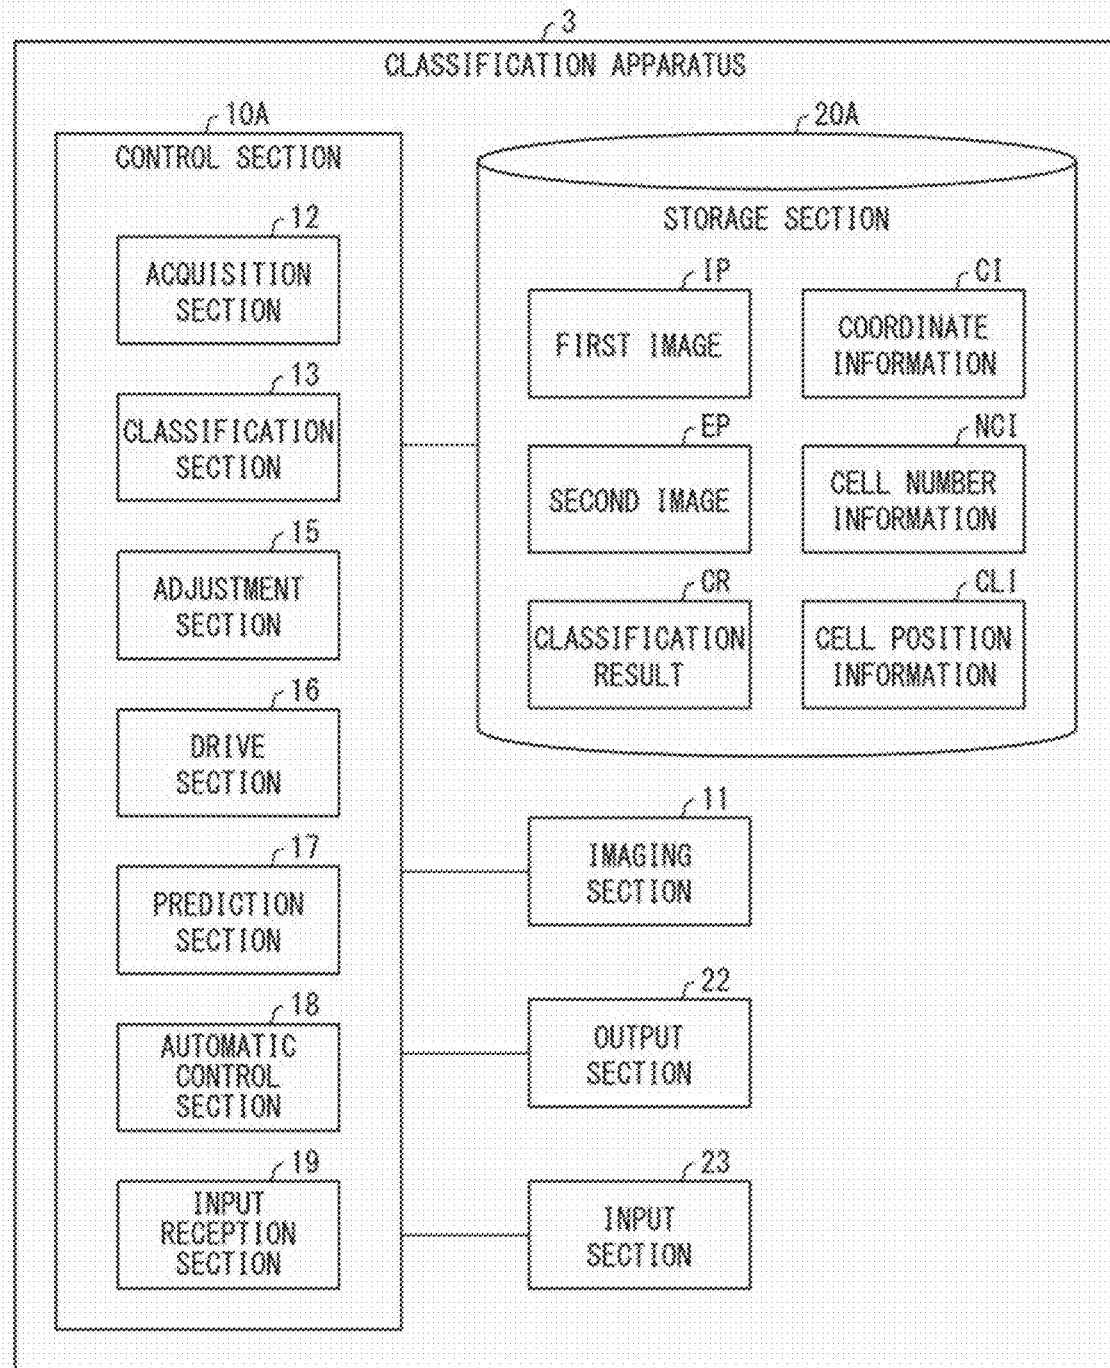 3
CLASSIFICATION APPARATUS
10A
CONTROL SECTION
12
ACQUISITION
SECTION
13
CLASSIFICATION
SECTION
15
ADJUSTMENT
SECTION
16
DRIVE
SECTION
17
PREDICTION
SECTION
18
AUTOMATIC
CONTROL
SECTION
19
INPUT
RECEPTION
SECTION
20A
STORAGE SECTION
IP
FIRST IMAGE
CI
COORDINATE
INFORMATION
EP
SECOND IMAGE
NCI
CELL NUMBER
INFORMATION
CR
CLASSIFICATION
RESULT
CLI
CELL POSITION
INFORMATION
11
IMAGING
SECTION
22
OUTPUT
SECTION
23
INPUT
SECTION